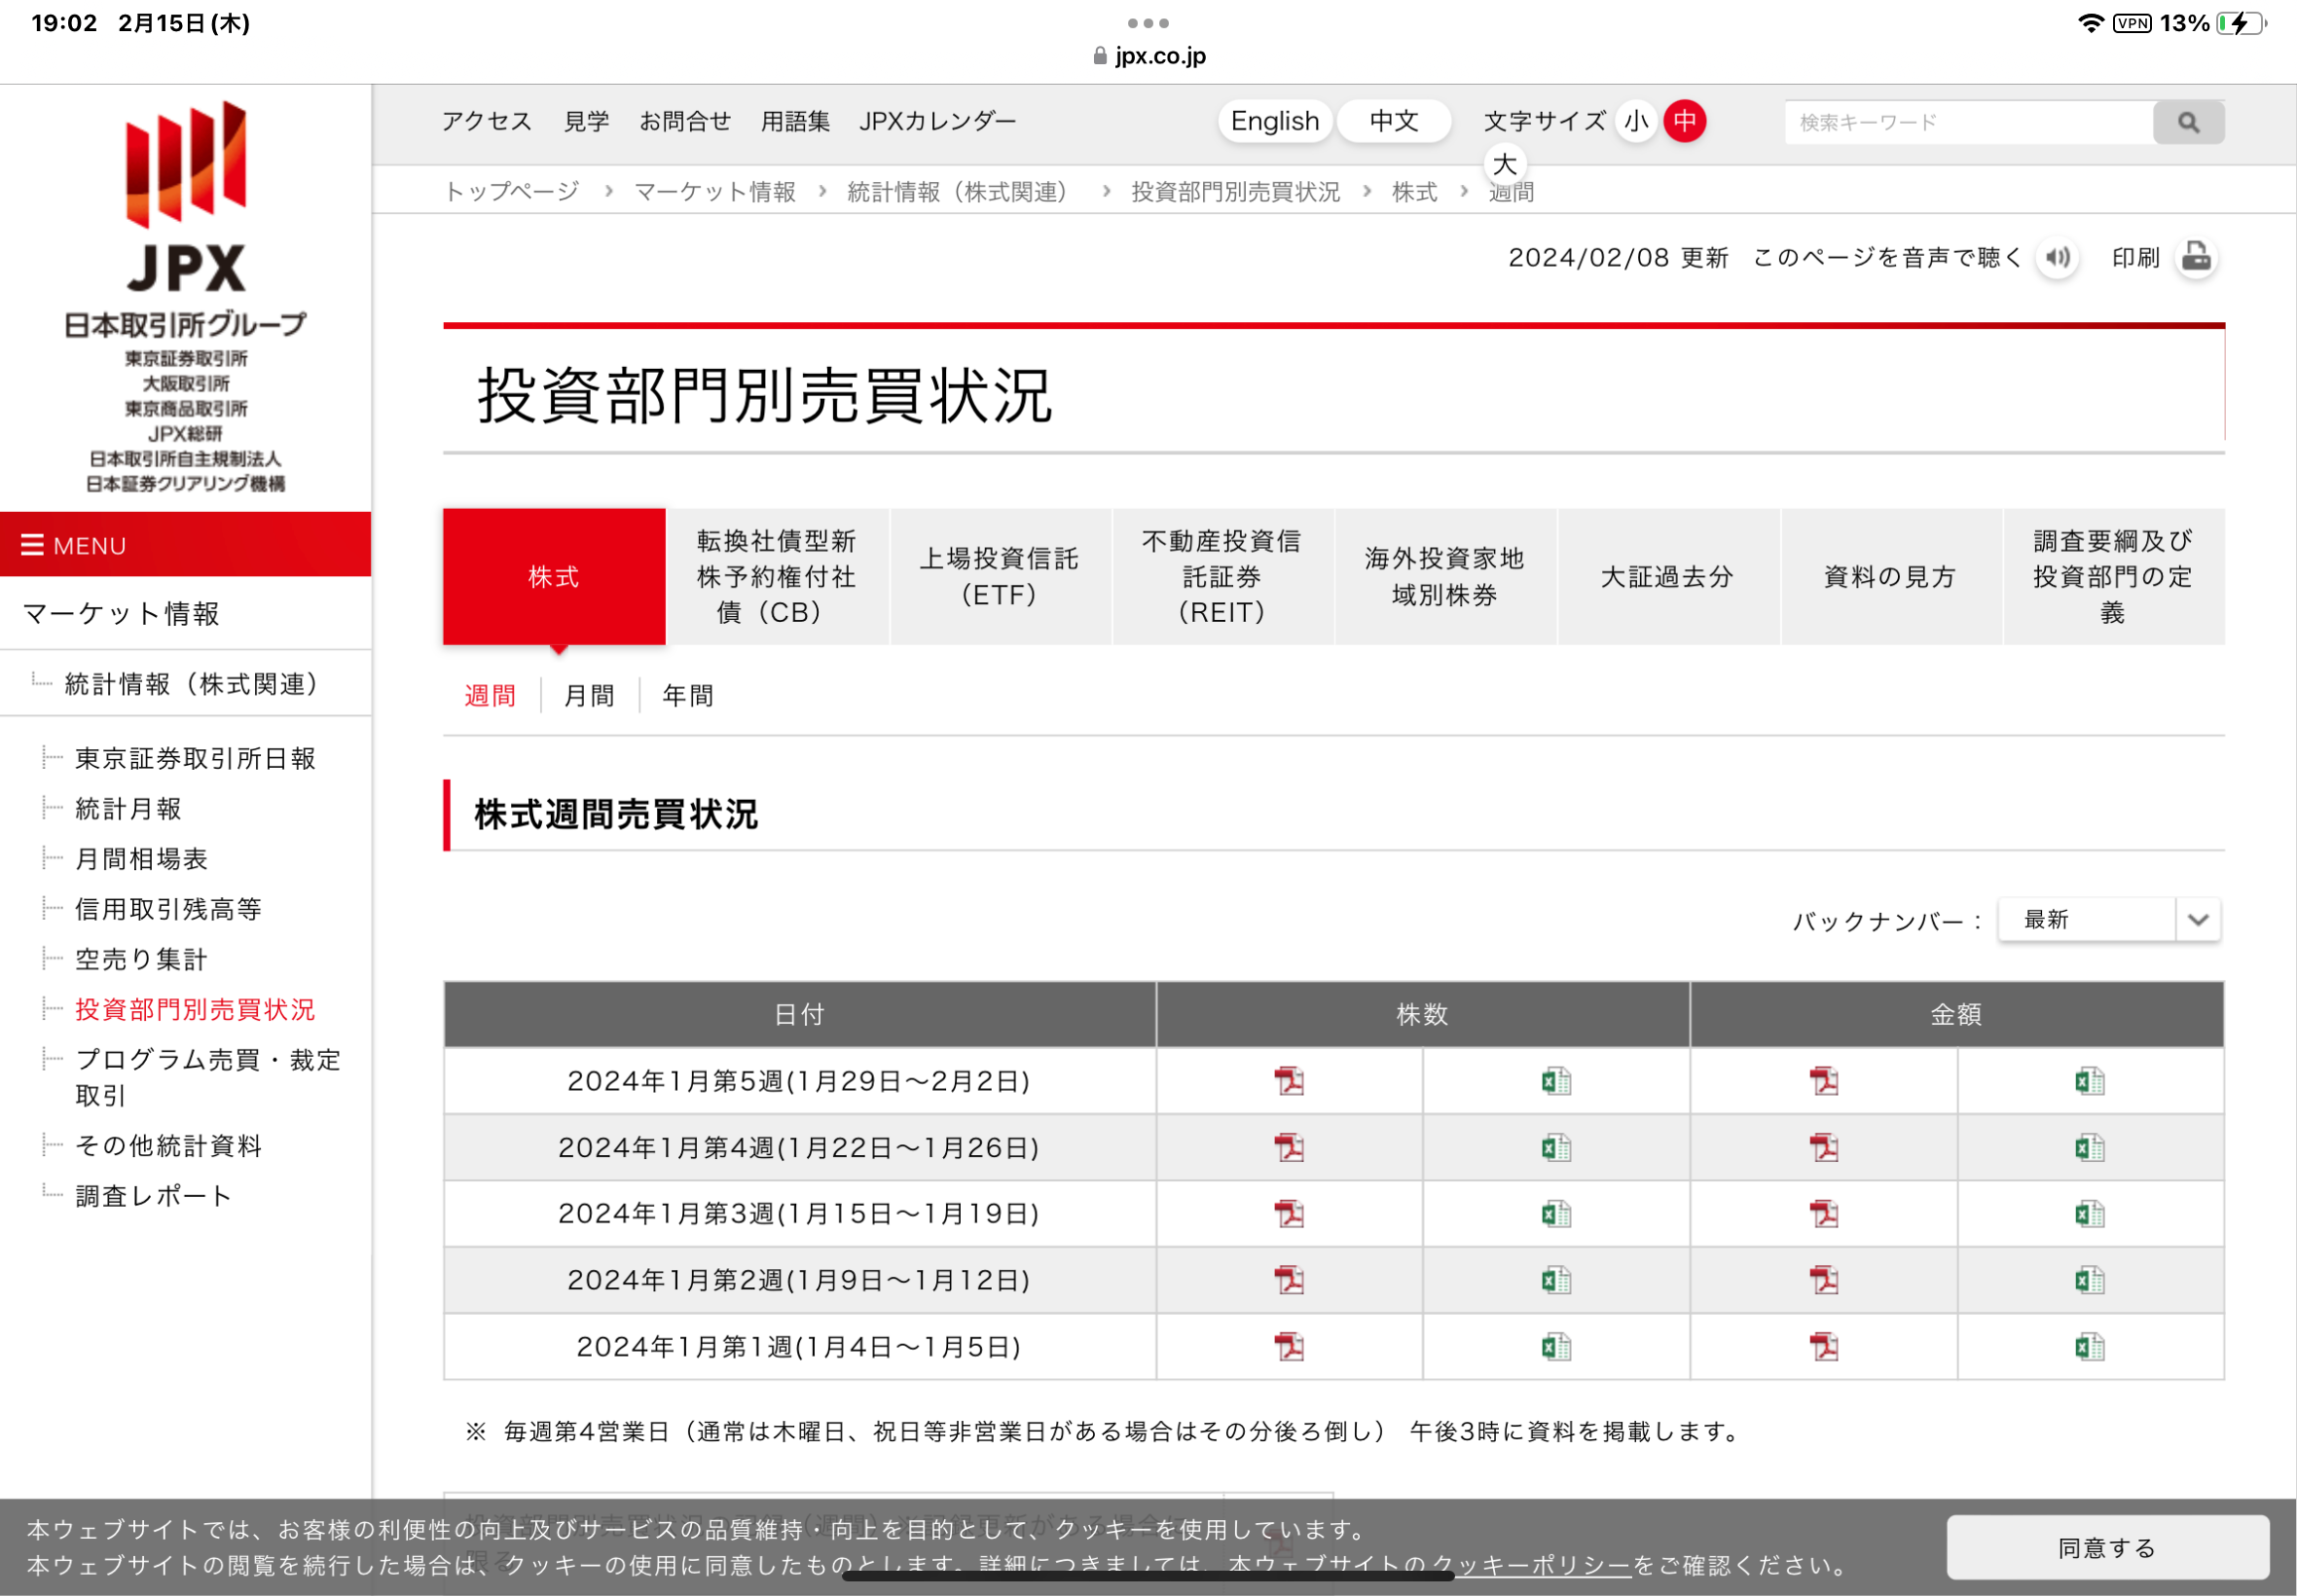 19:02 2月15日(木)
jpx.co.jp
VPN 13%
JPX
日本取引所グループ
東京証券取引所
大阪取引所
東京商品取引所
JPX総研
日本取引所自主規制法人
日本証券クリアリング機構
MENU
マーケット情報
統計情報（株式関連）
東京証券取引所日報
統計月報
月間相場表
信用取引残高等
空売り集計
投資部門別売買状況
プログラム売買・裁定
取引
その他統計資料
調査レポート
アクセス 見学 お問合せ 用語集 JPXカレンダー
English 中文 文字サイズ 小 中
大
検索キーワード
トップページ › マーケット情報 › 統計情報（株式関連） › 投資部門別売買状況 › 株式 › 週間
2024/02/08 更新 このページを音声で聴く 印刷
投資部門別売買状況
株式
転換社債型新
株予約権付社
債（CB）
上場投資信託
（ETF）
不動産投資信
託証券
（REIT）
海外投資家地
域別株券
大証過去分
資料の見方
調査要綱及び
投資部門の定
義
週間 月間 年間
株式週間売買状況
バックナンバー： 最新
日付 株数 金額
2024年1月第5週(1月29日～2月2日)
2024年1月第4週(1月22日～1月26日)
2024年1月第3週(1月15日～1月19日)
2024年1月第2週(1月9日～1月12日)
2024年1月第1週(1月4日～1月5日)
※ 毎週第4営業日（通常は木曜日、祝日等非営業日がある場合はその分後ろ倒し） 午後3時に資料を掲載します。
本ウェブサイトでは、お客様の利便性の向上及びサービスの品質維持・向上を目的として、クッキーを使用しています。
本ウェブサイトの閲覧を続行した場合は、クッキーの使用に同意したものとします。詳細につきましては、本ウェブサイトのクッキーポリシーをご確認ください。
同意する